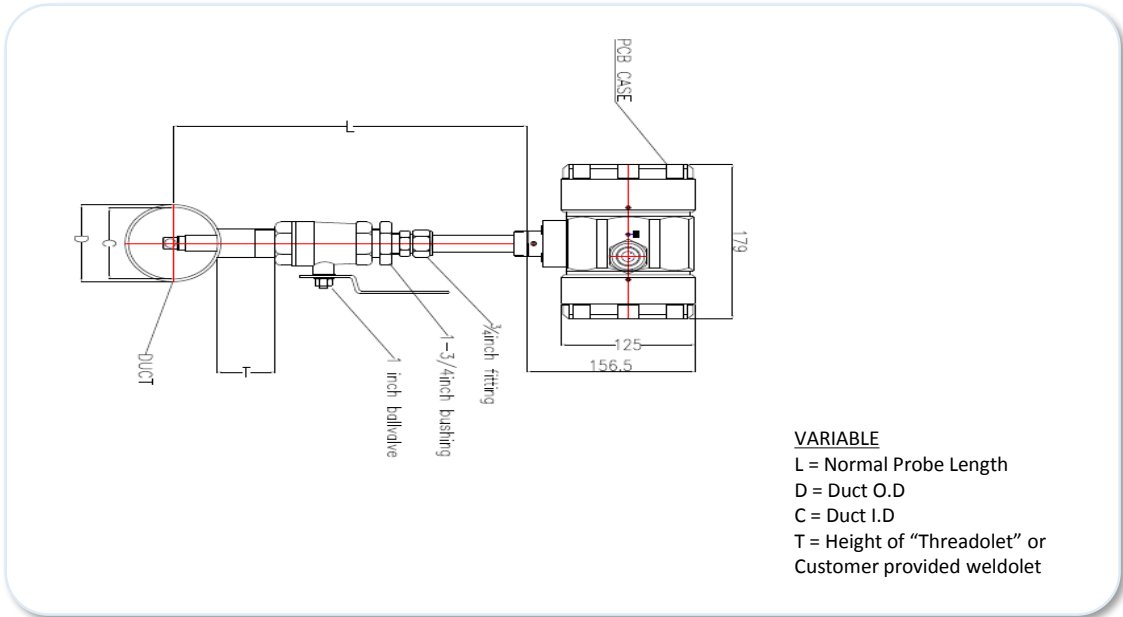 PCB CASE
L
D
C
179
¾inch fitting
125
156.5
1-3/4inch bushing
1 inch ballvalve
DUCT
T
VARIABLE
L = Normal Probe Length
D = Duct O.D
C = Duct I.D
T = Height of “Threadolet” or
Customer provided weldolet